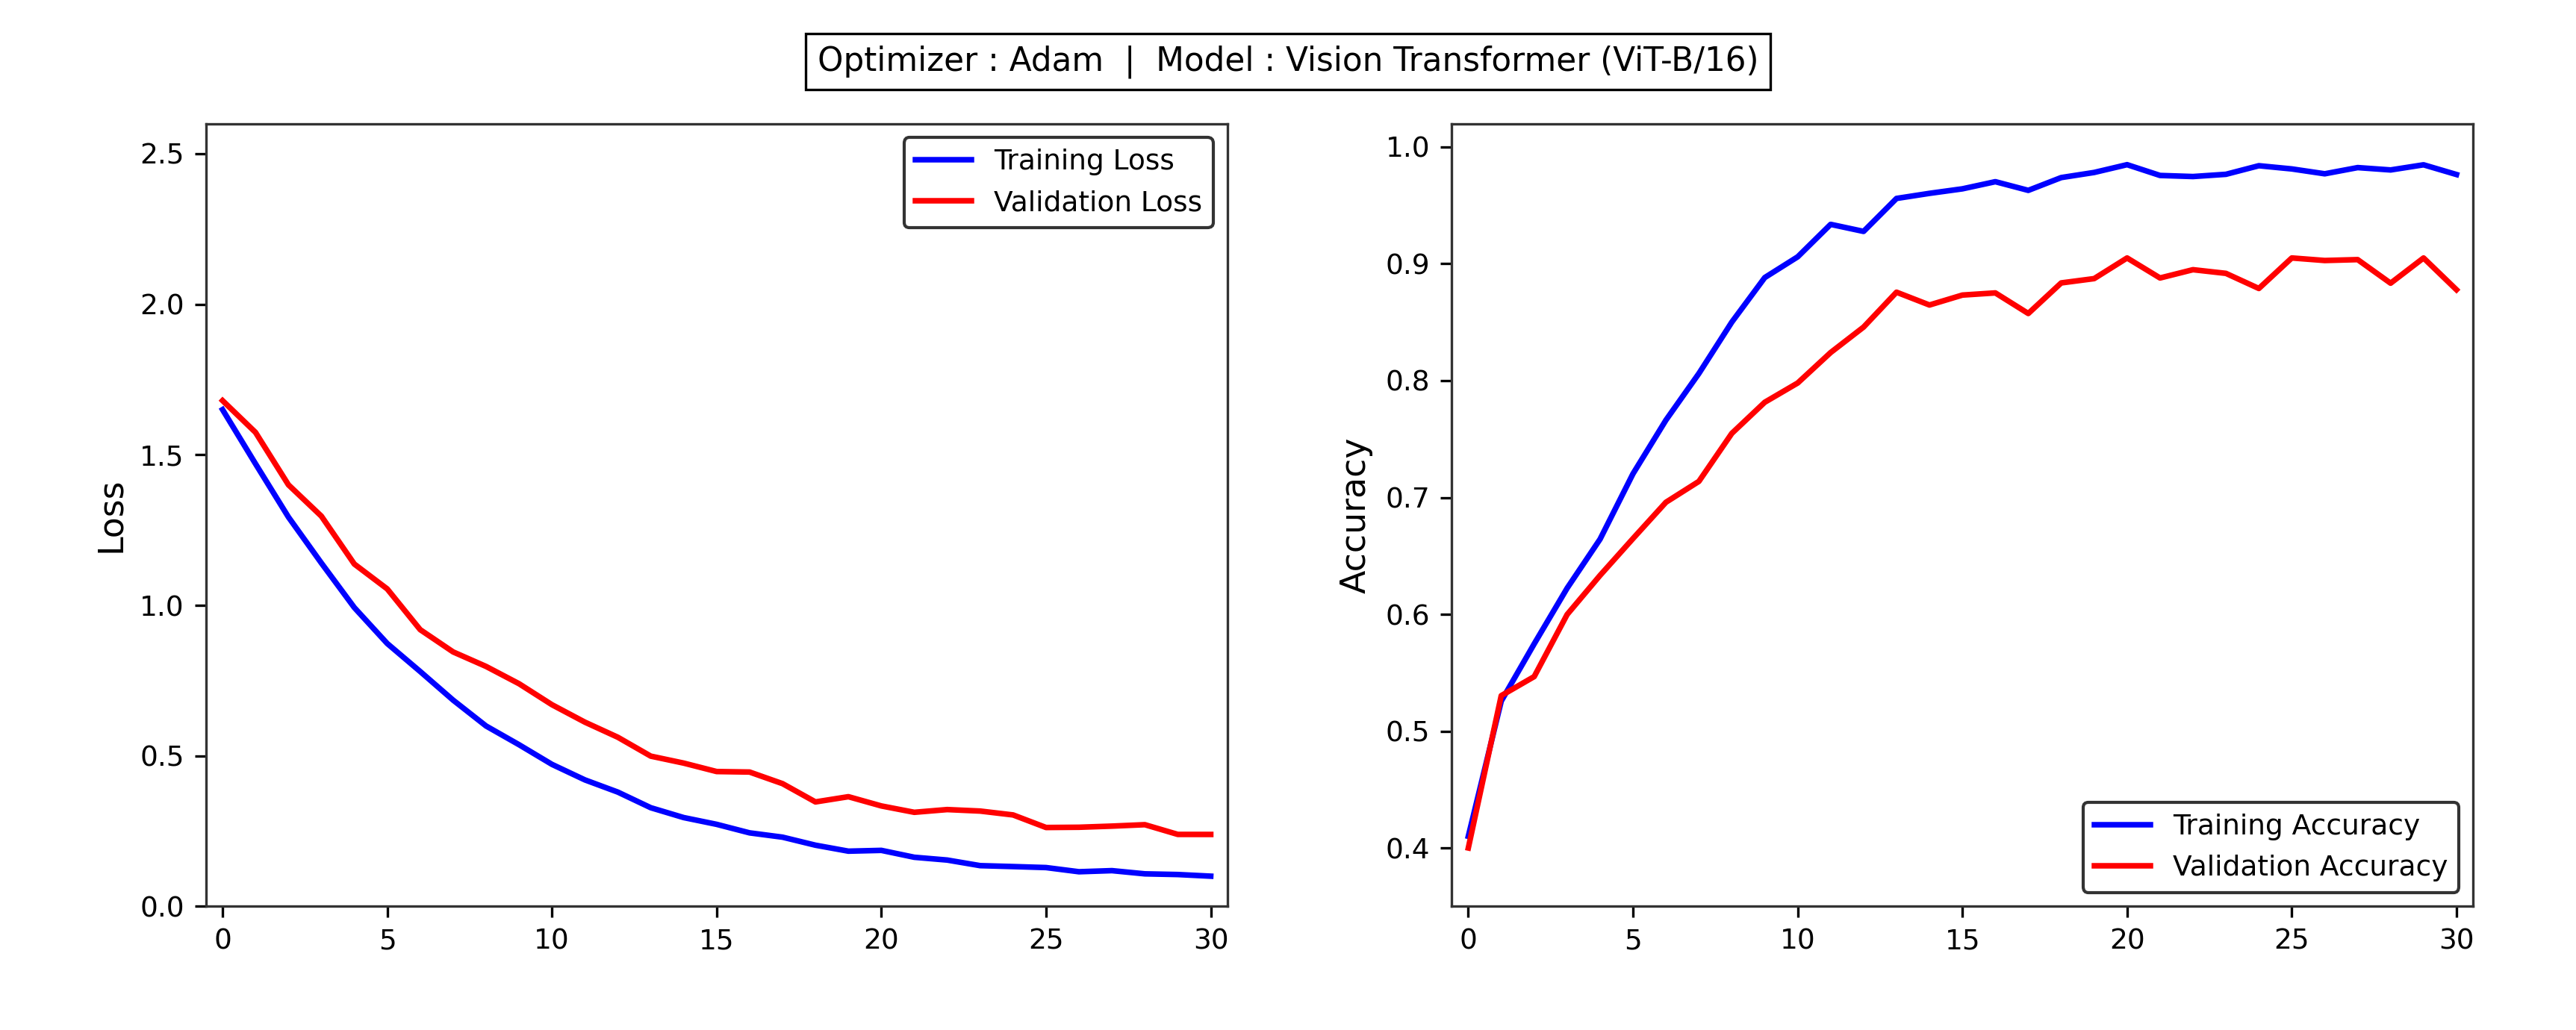 Optimizer : Adam | Model : Vision Transformer (ViT-B/16)
Loss
2.5
2.0
1.5
1.0
0.5
0.0
0 5 10 15 20 25 30
Training Loss
Validation Loss
Accuracy
1.0
0.9
0.8
0.7
0.6
0.5
0.4
0 5 10 15 20 25 30
Training Accuracy
Validation Accuracy